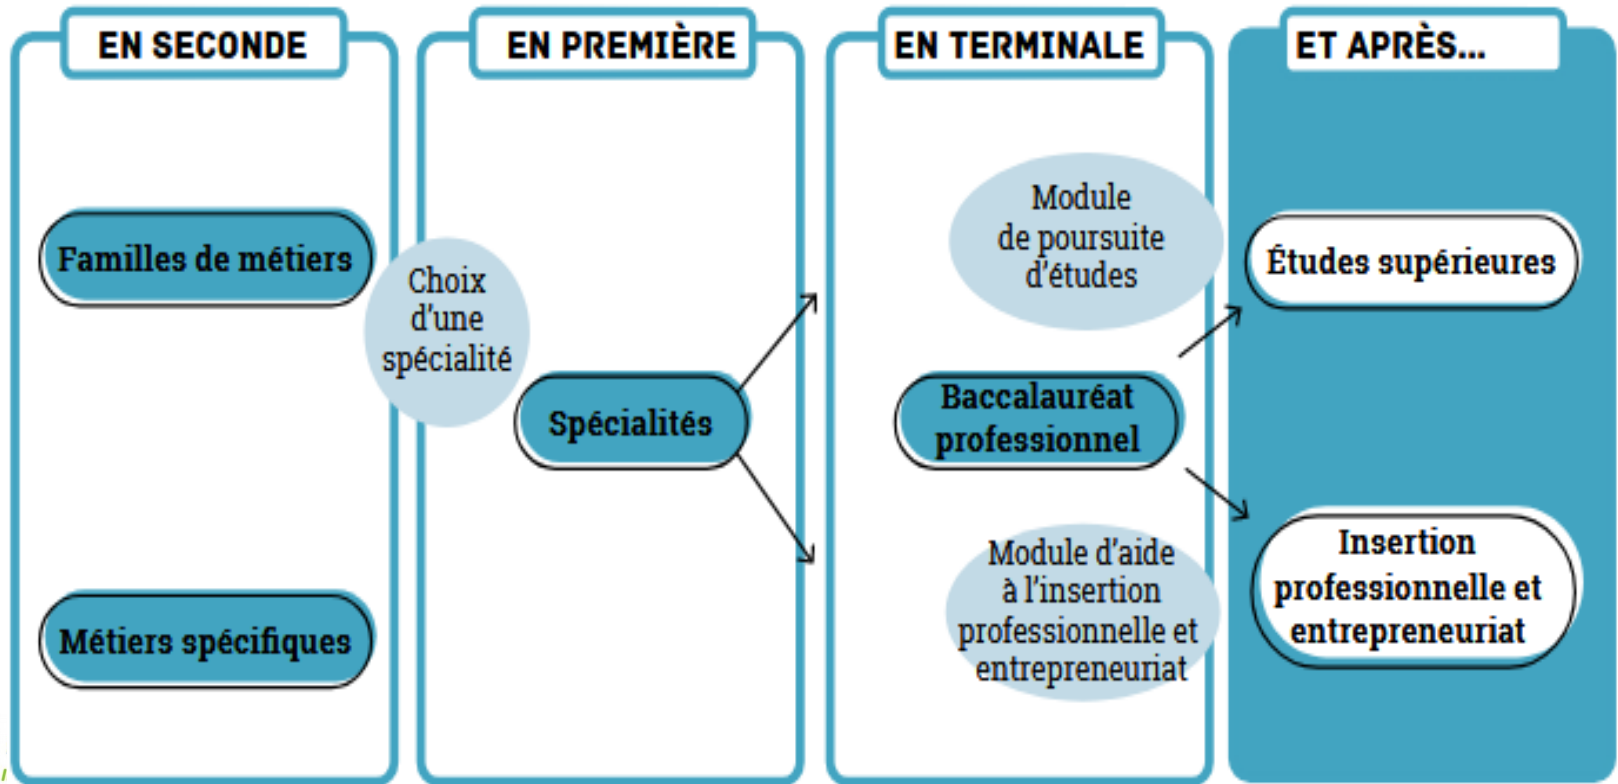 EN SECONDE
EN PREMIÈRE
EN TERMINALE
ET APRÈS...
Familles de métiers
Métiers spécifiques
Choix
d'une
spécialité
Spécialités
Module
de poursuite
d'études
Baccalauréat
professionnel
Module d'aide
à l'insertion
professionnelle et
entrepreneuriat
Études supérieures
Insertion
professionnelle et
entrepreneuriat